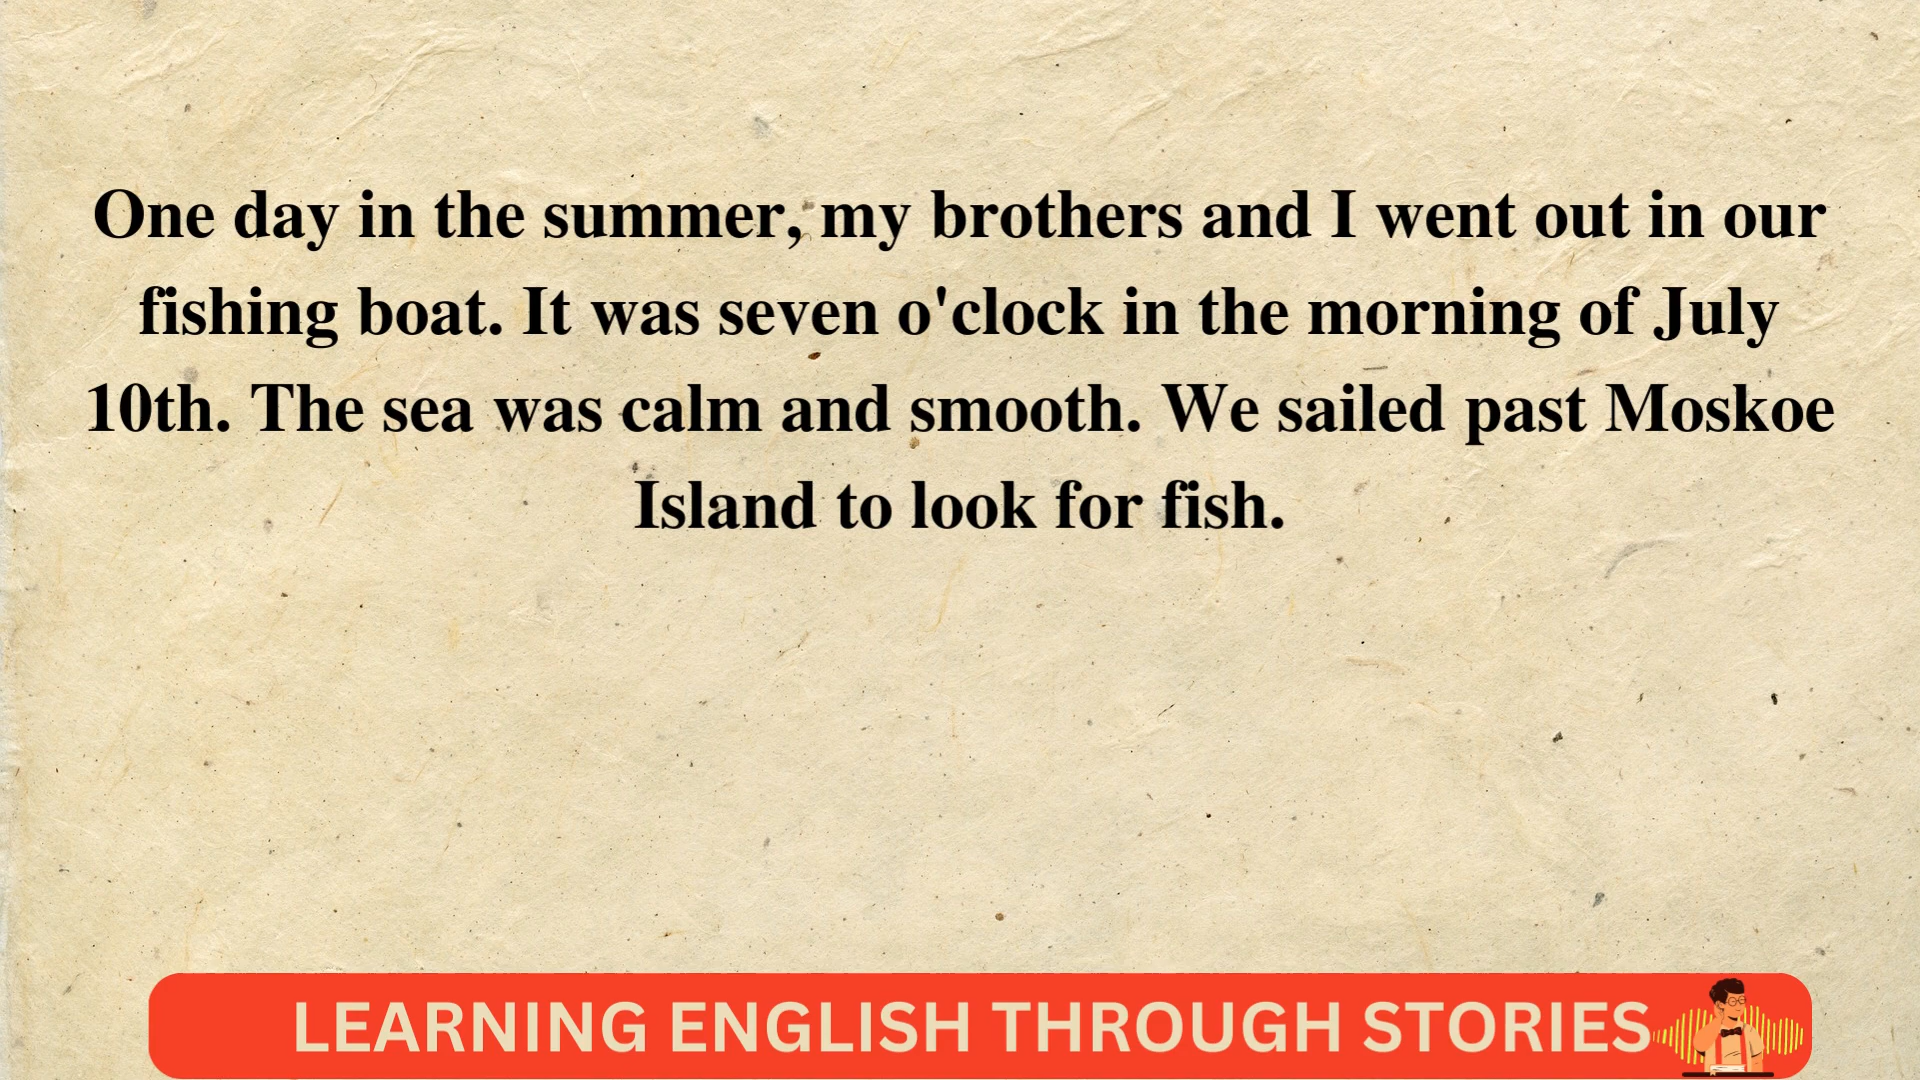 One day in the summer, my brothers and I went out in our
fishing boat. It was seven o'clock in the morning of July
10th. The sea was calm and smooth. We sailed past Moskoe
Island to look for fish.
LEARNING ENGLISH THROUGH STORIES